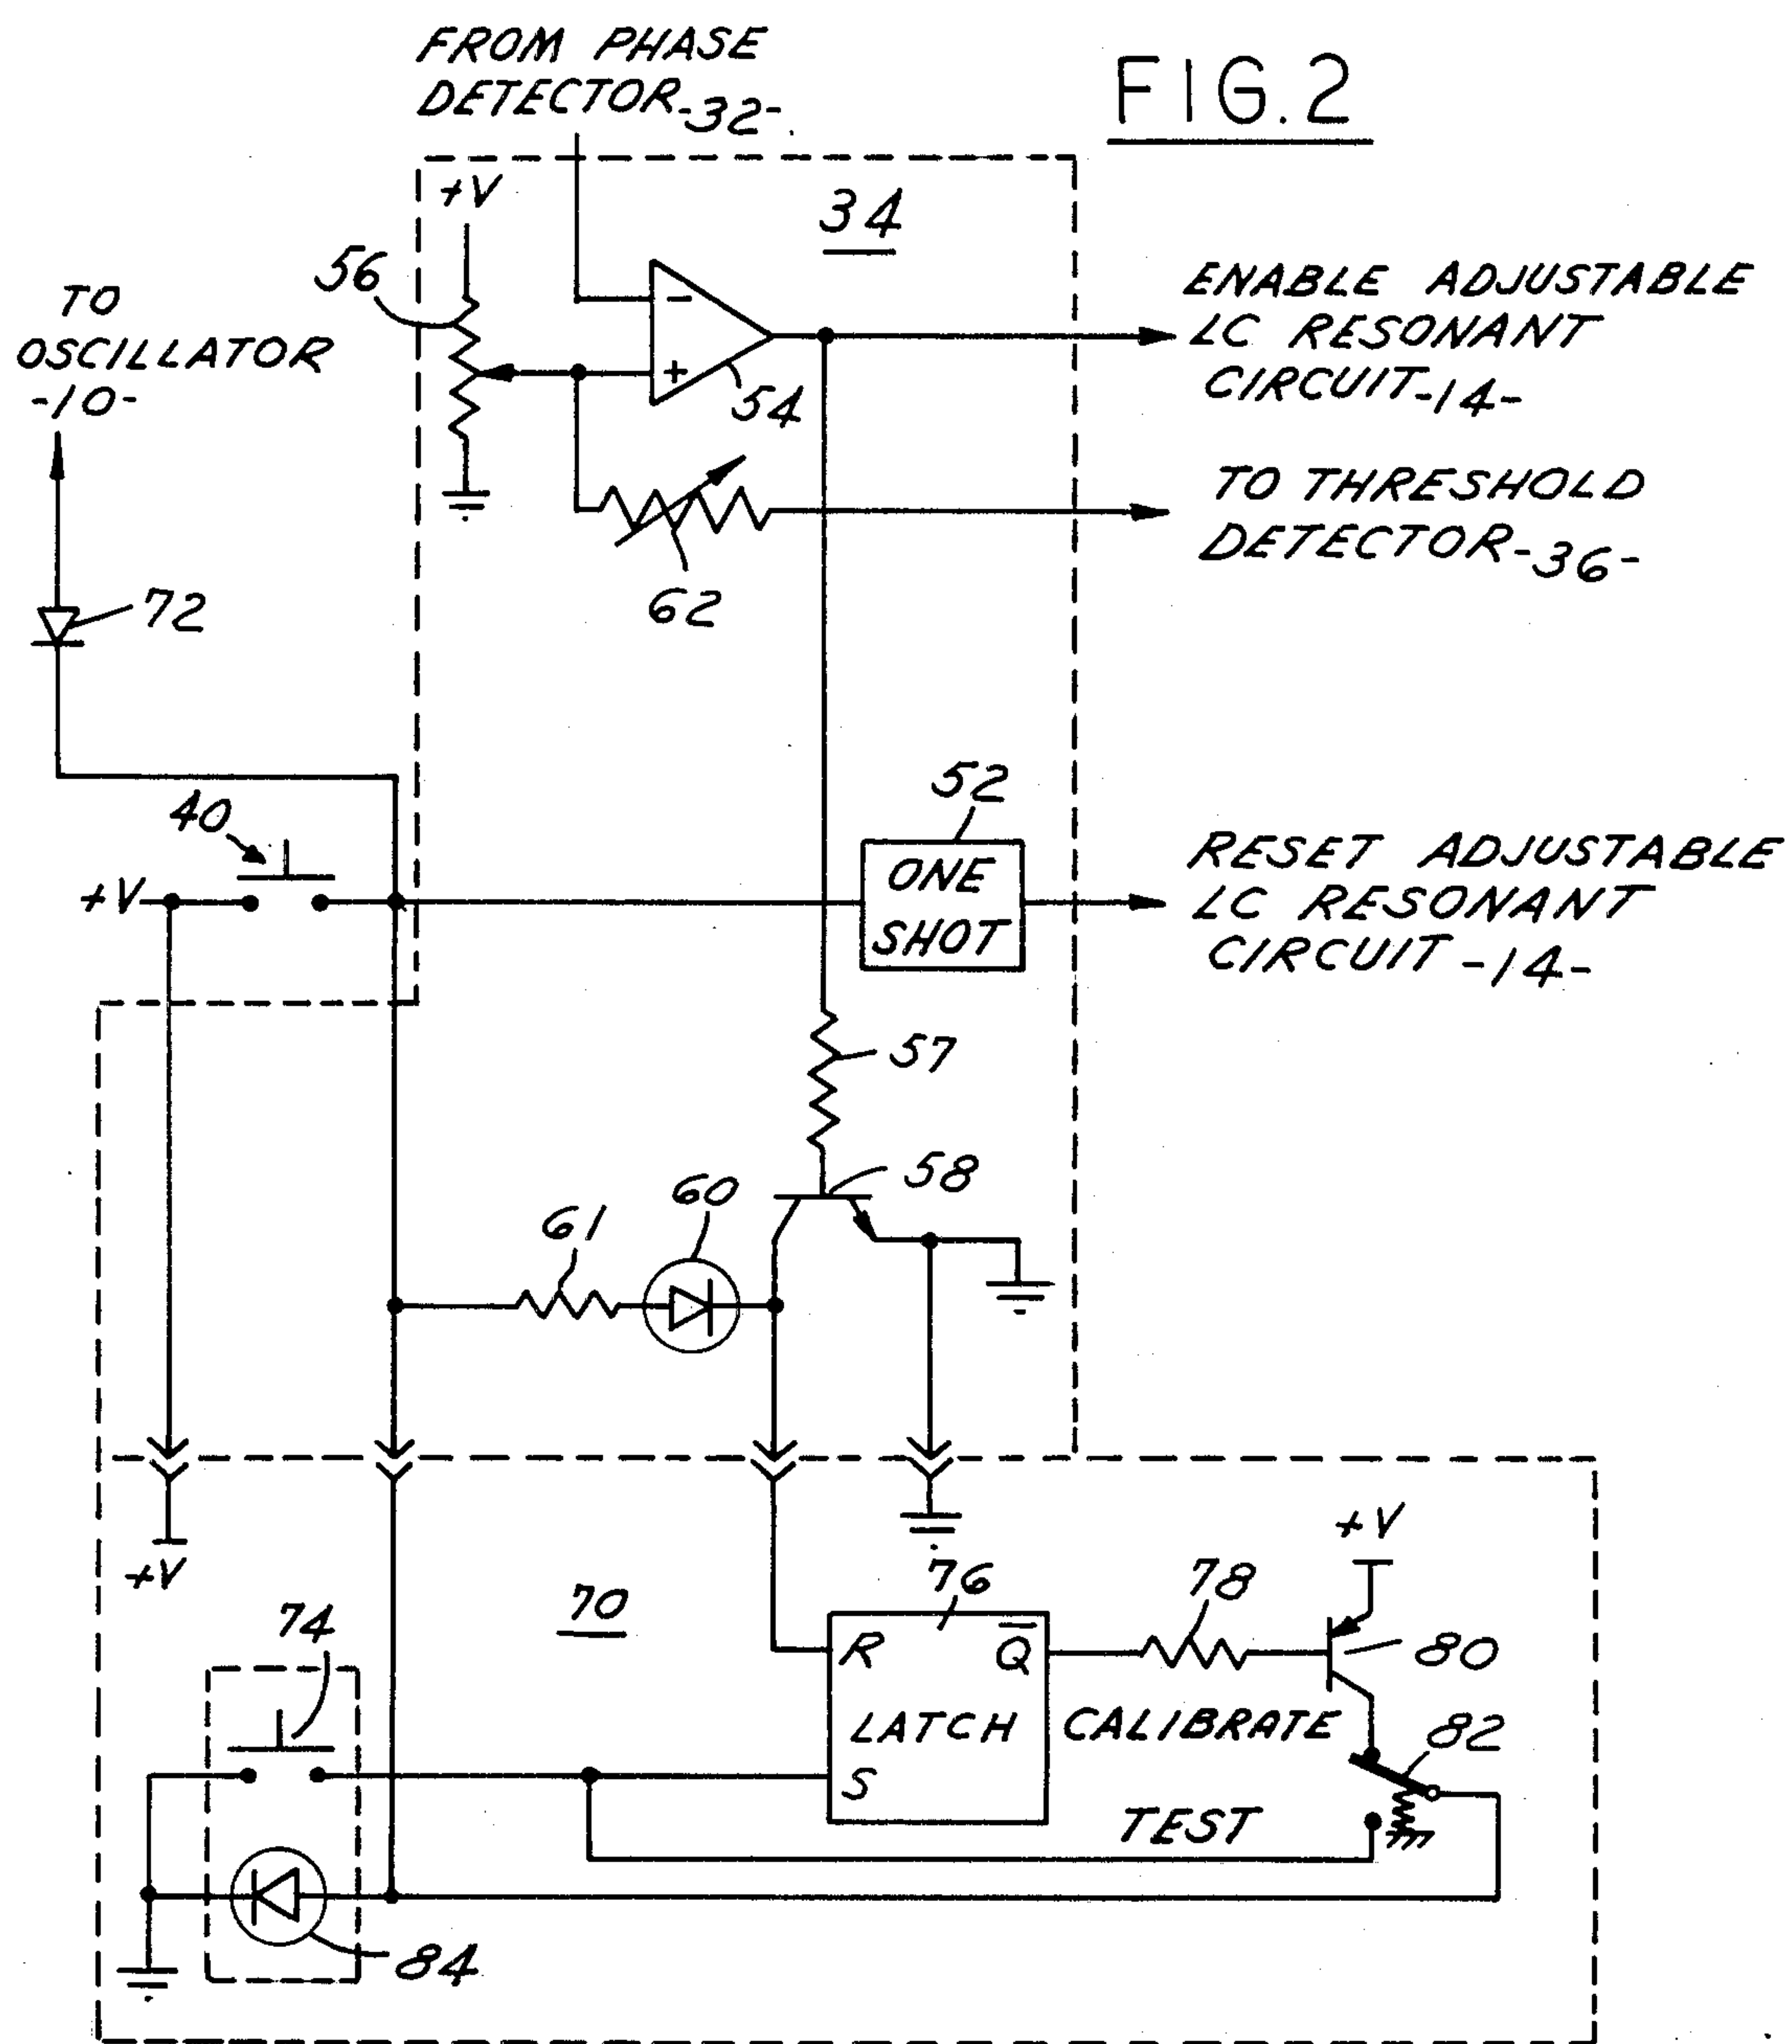 FROM PHASE
DETECTOR-32-
FIG.2
+V
34
56
TO
OSCILLATOR
-10-
-
+
54
ENABLE ADJUSTABLE
LC RESONANT
CIRCUIT-14-
TO THRESHOLD
DETECTOR-36-
62
72
40
+V
52
ONE
SHOT
RESET ADJUSTABLE
LC RESONANT
CIRCUIT-14-
57
58
60
61
+V
+V
70
76
78
80
74
R
Q̅
LATCH
CALIBRATE
82
S
TEST
84